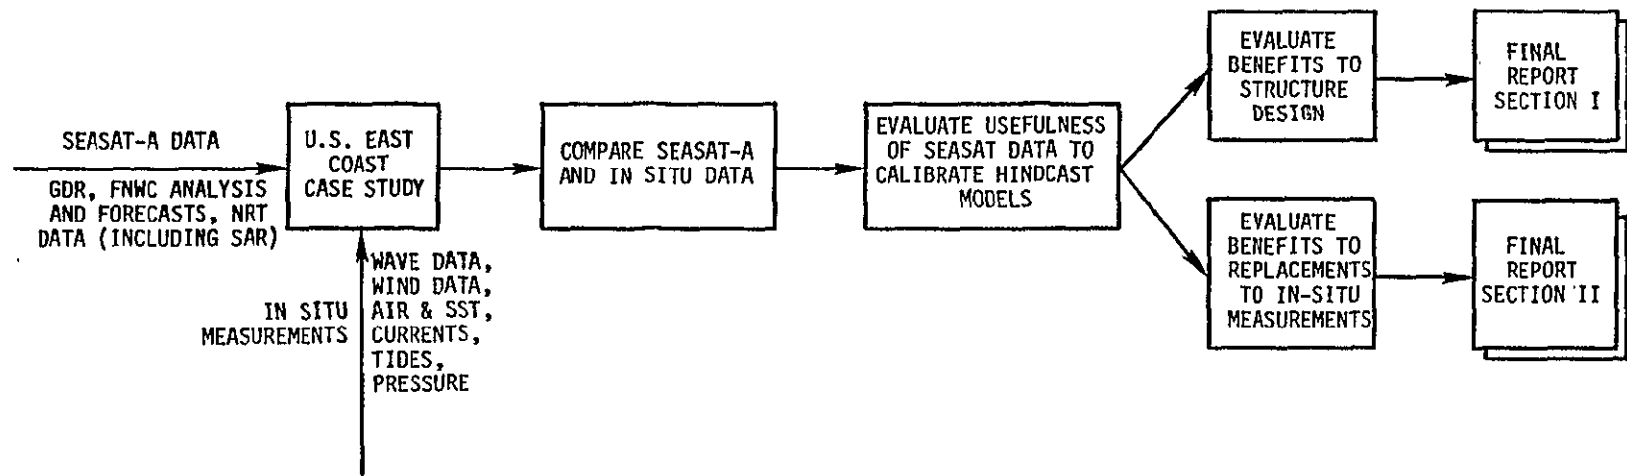 SEASAT-A DATA
GDR, FNWC ANALYSIS
AND FORECASTS, NRT
DATA (INCLUDING SAR)
U.S. EAST
COAST
CASE STUDY
IN SITU
MEASUREMENTS
WAVE DATA,
WIND DATA,
AIR & SST,
CURRENTS,
TIDES,
PRESSURE
COMPARE SEASAT-A
AND IN SITU DATA
EVALUATE USEFULNESS
OF SEASAT DATA TO
CALIBRATE HINDCAST
MODELS
EVALUATE
BENEFITS TO
STRUCTURE
DESIGN
FINAL
REPORT
SECTION I
EVALUATE
BENEFITS TO
REPLACEMENTS
TO IN-SITU
MEASUREMENTS
FINAL
REPORT
SECTION II